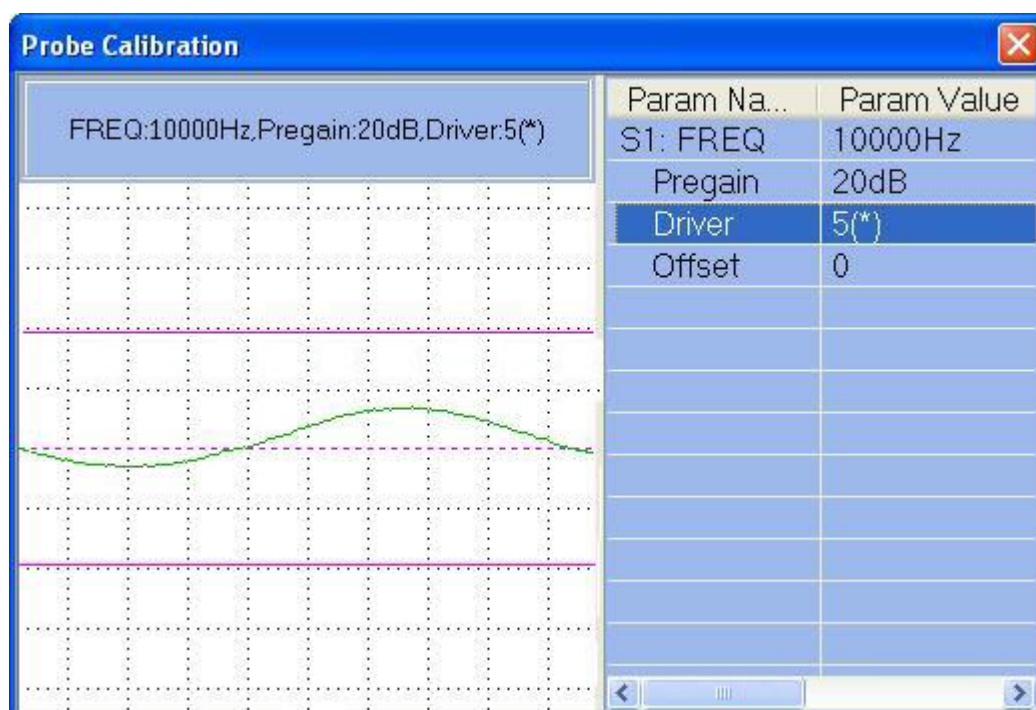 Probe Calibration
FREQ:10000Hz,Pregain:20dB,Driver:5(*)
Param Na... Param Value
S1: FREQ 10000Hz
Pregain 20dB
Driver 5(*)
Offset 0